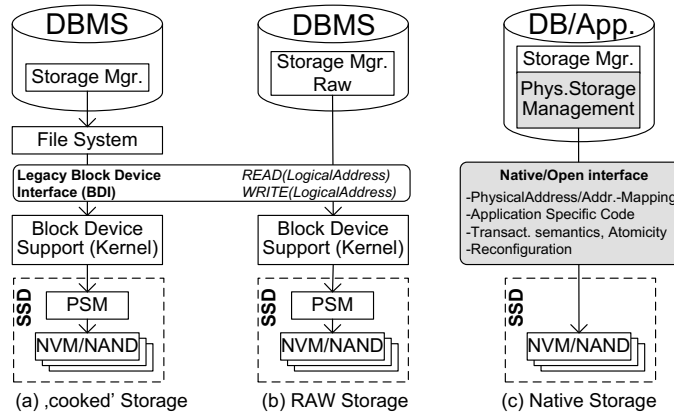 DBMS
Storage Mgr.
File System
DBMS
Storage Mgr.
Raw
DB/App.
Storage Mgr.
Phys.Storage
Management
Legacy Block Device
Interface (BDI)
READ(LogicalAddress)
WRITE(LogicalAddress)
Native/Open interface
-PhysicalAddress/Addr.-Mapping
-Application Specific Code
-Transact. semantics, Atomicity
-Reconfiguration
Block Device
Support (Kernel)
Block Device
Support (Kernel)
SSD
PSM
NVM/NAND
SSD
PSM
NVM/NAND
SSD
NVM/NAND
(a) ‚cooked’ Storage
(b) RAW Storage
(c) Native Storage